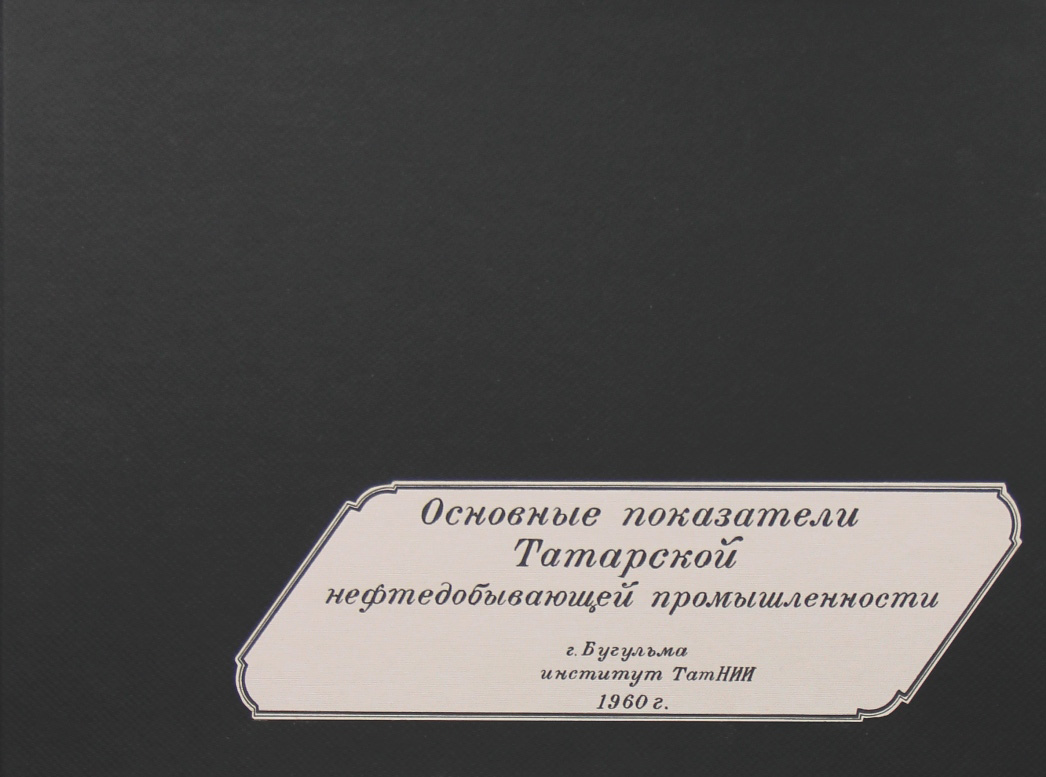 Основные показатели
Татарской
нефтедобывающей промышленности
г. Бугульма
институт ТатНИИ
1960 г.